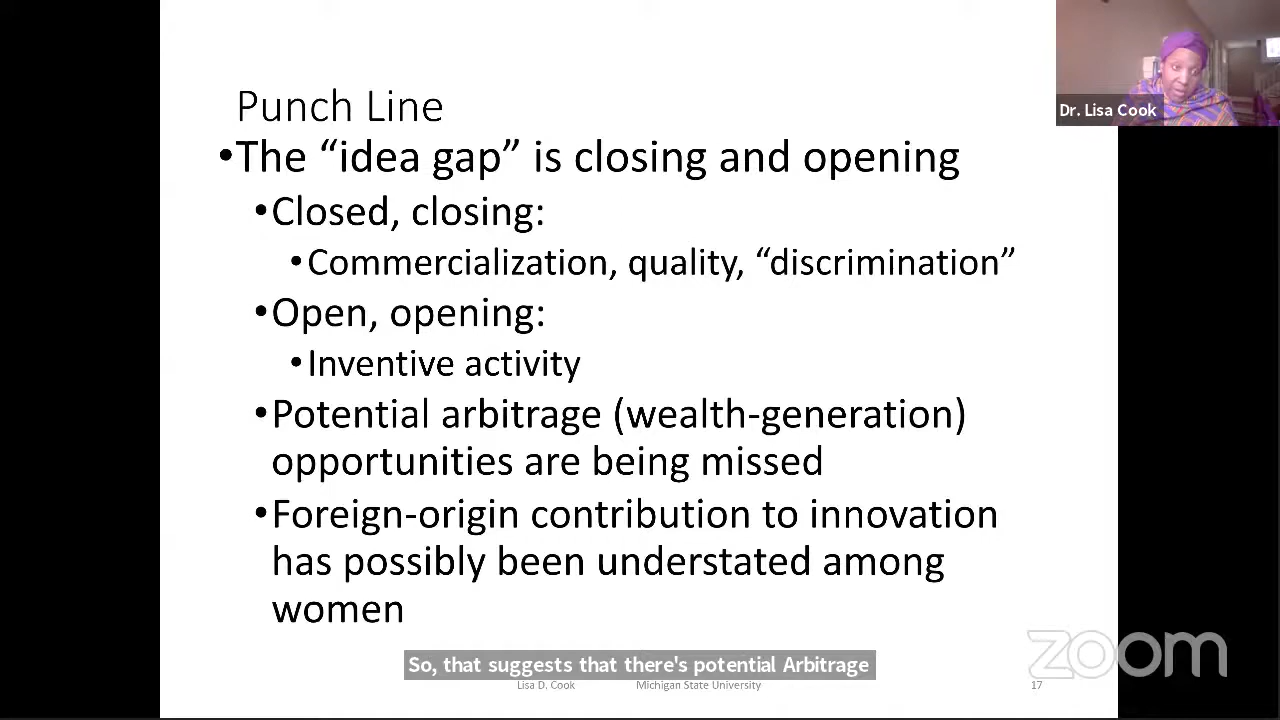 Punch Line
•The “idea gap” is closing and opening
•Closed, closing:
•Commercialization, quality, “discrimination”
•Open, opening:
•Inventive activity
•Potential arbitrage (wealth-generation)
opportunities are being missed
•Foreign-origin contribution to innovation
has possibly been understated among
women
So, that suggests that there's potential Arbitrage
Lisa D. Cook Michigan State University 17
Dr. Lisa Cook
zoom